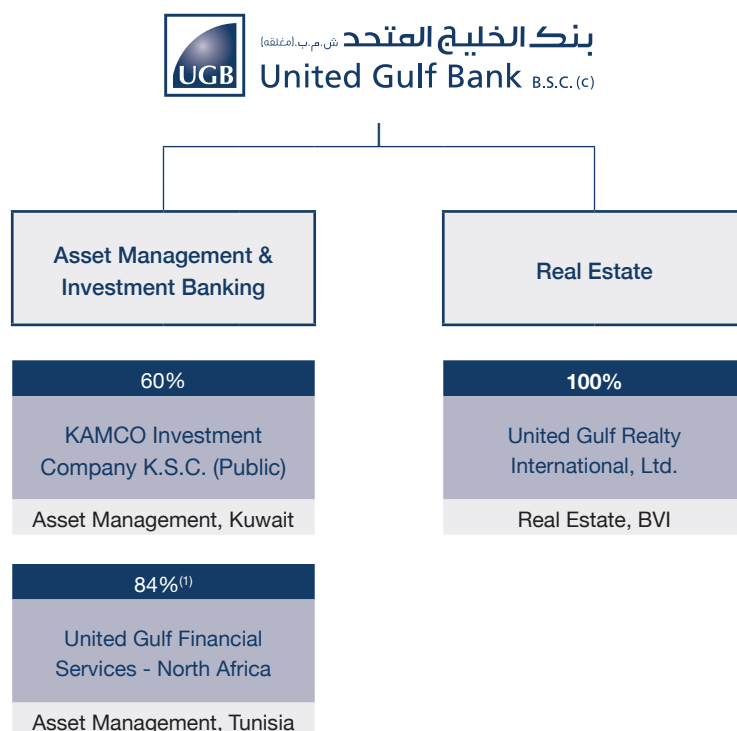 بنك الخليج المتحد ش.م.ب.(مقفلة)
UGB
United Gulf Bank B.S.C. (c)
Asset Management &
Investment Banking
Real Estate
60%
KAMCO Investment
Company K.S.C. (Public)
Asset Management, Kuwait
100%
United Gulf Realty
International, Ltd.
Real Estate, BVI
84%(1)
United Gulf Financial
Services - North Africa
Asset Management, Tunisia